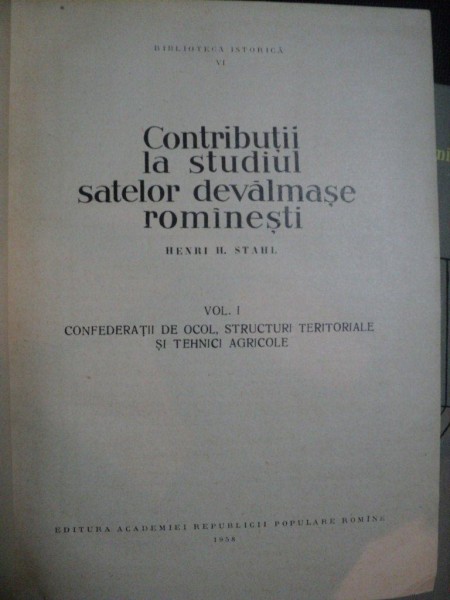 BIBLIOTECA ISTORICĂ
VI
Contribuții
la studiul
satelor devălmașe
romînești
HENRI H. STAHL
VOL. I
CONFEDERAȚII DE OCOL, STRUCTURI TERITORIALE
ȘI TEHNICI AGRICOLE
EDITURA ACADEMIEI REPUBLICII POPULARE ROMÎNE
1958